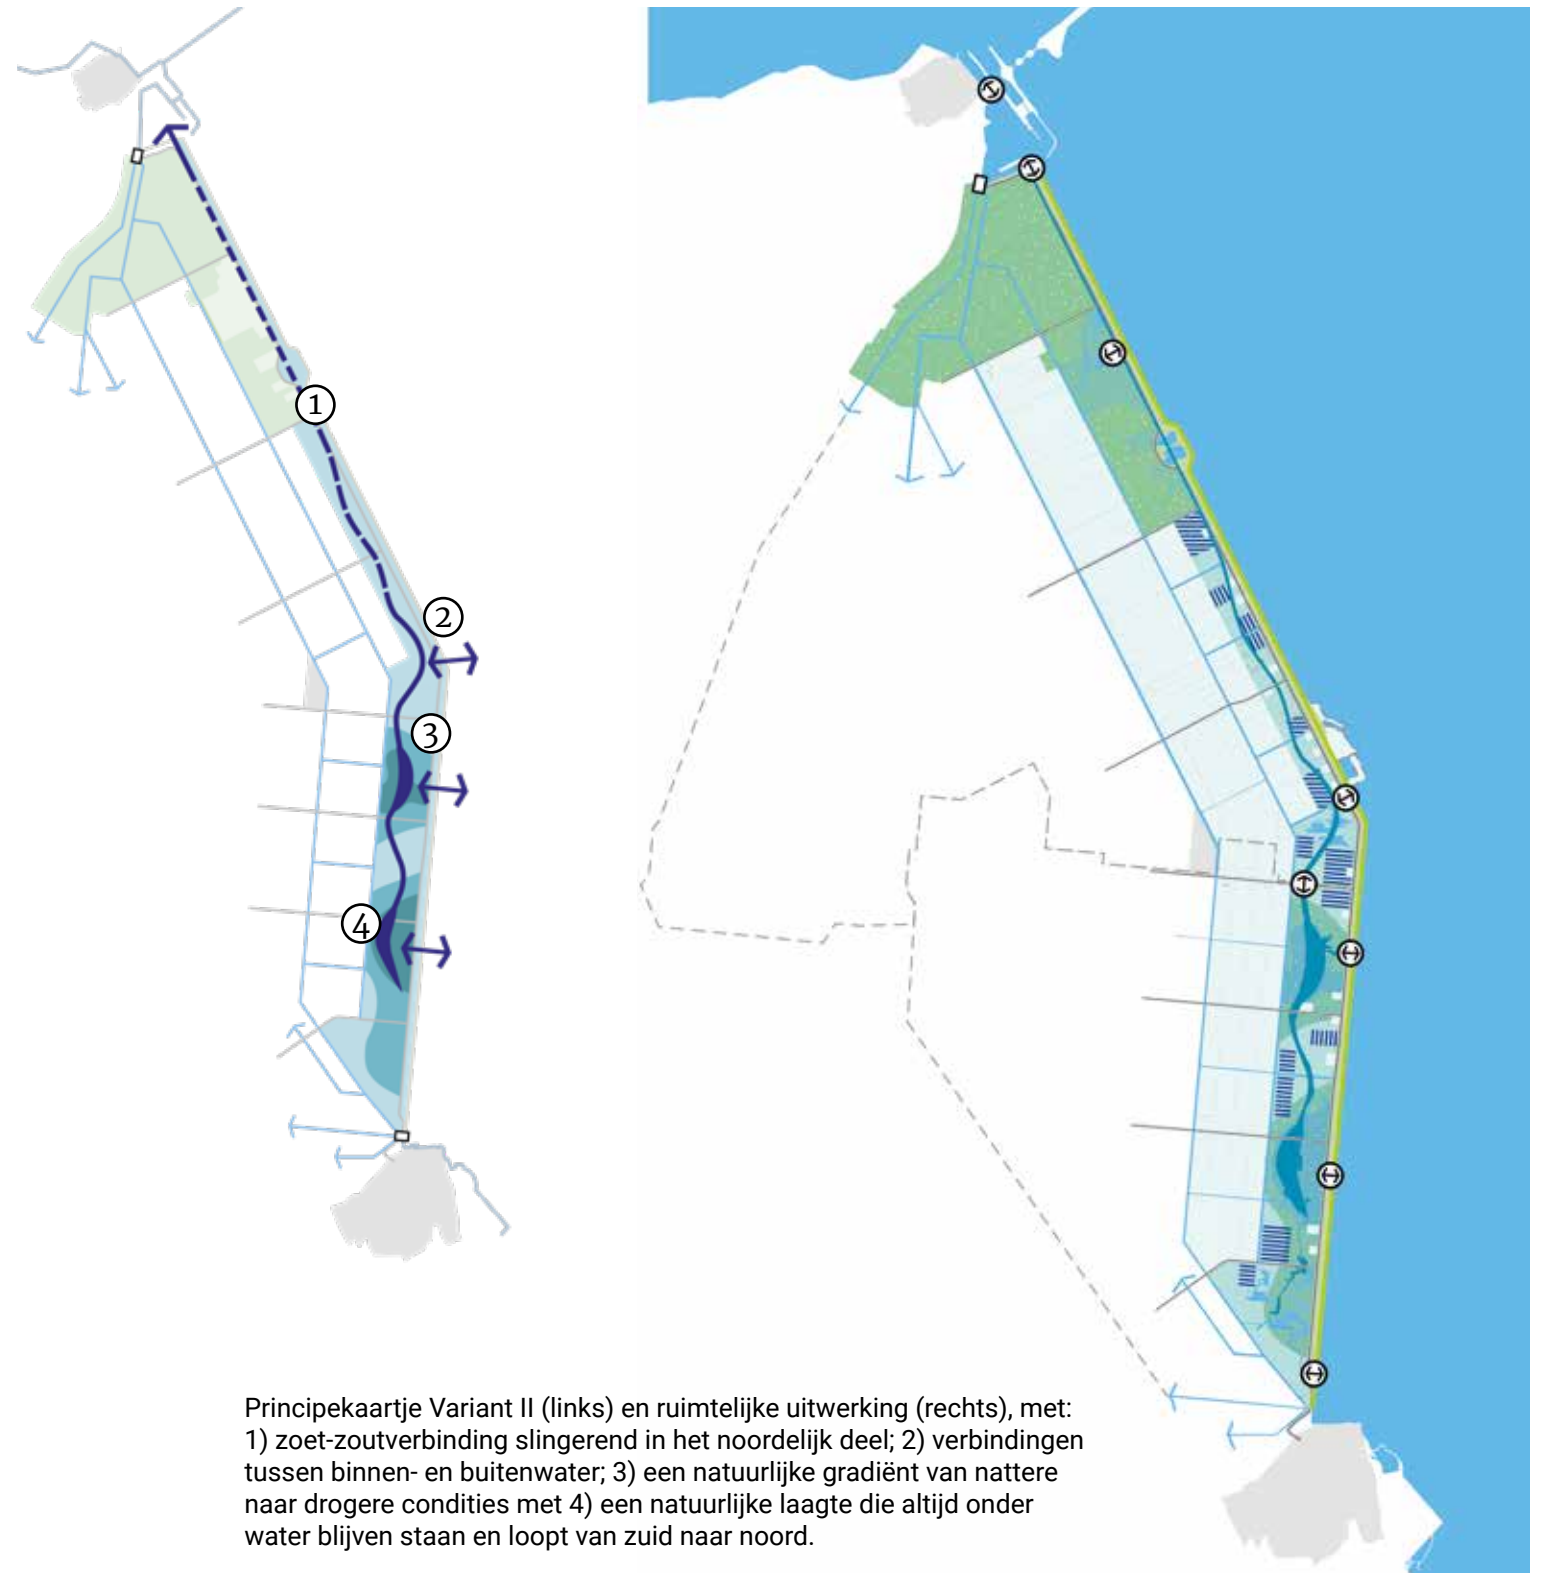 1
2
3
4
Principekaartje Variant II (links) en ruimtelijke uitwerking (rechts), met:
1) zoet-zoutverbinding slingerend in het noordelijk deel; 2) verbindingen
tussen binnen- en buitenwater; 3) een natuurlijke gradiënt van nattere
naar drogere condities met 4) een natuurlijke laagte die altijd onder
water blijven staan en loopt van zuid naar noord.